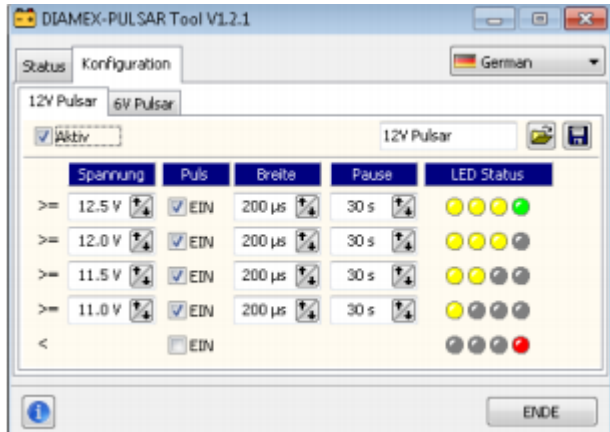 DIAMEX-PULSAR Tool V1.2.1
Status Konfiguration German
12V Pulsar 6V Pulsar
Aktiv 12V Pulsar
Spannung Puls Breite Pause LED Status
>= 12.5 V EIN 200 µs 30 s
>= 12.0 V EIN 200 µs 30 s
>= 11.5 V EIN 200 µs 30 s
>= 11.0 V EIN 200 µs 30 s
< EIN
ENDE